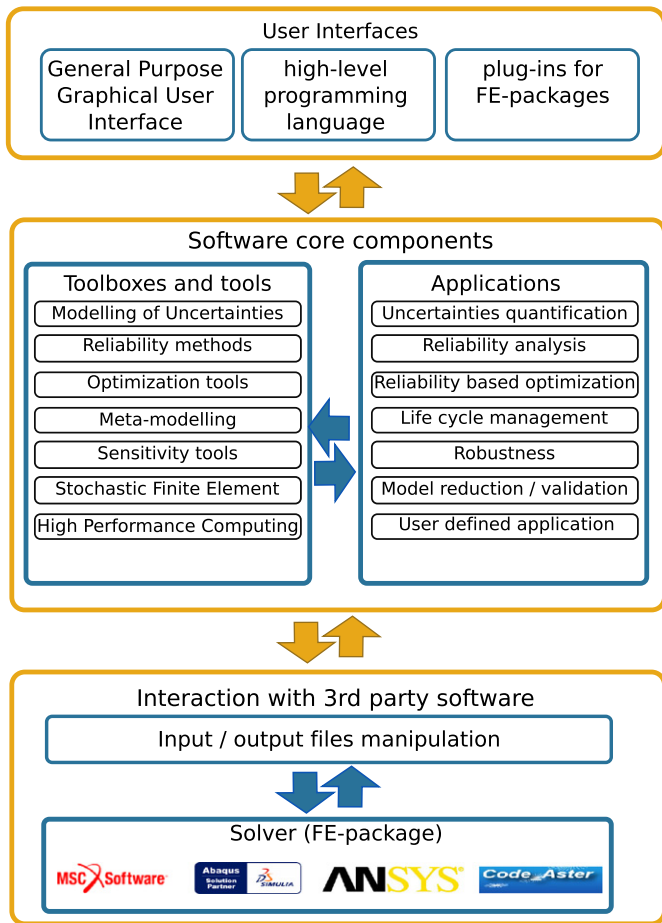 User Interfaces
General Purpose
Graphical User
Interface
high-level
programming
language
plug-ins for
FE-packages
Software core components
Toolboxes and tools
Modelling of Uncertainties
Reliability methods
Optimization tools
Meta-modelling
Sensitivity tools
Stochastic Finite Element
High Performance Computing
Applications
Uncertainties quantification
Reliability analysis
Reliability based optimization
Life cycle management
Robustness
Model reduction / validation
User defined application
Interaction with 3rd party software
Input / output files manipulation
Solver (FE-package)
MSC Software
Abaqus
Solution
Partner
SIMULIA
ANSYS
Code_Aster